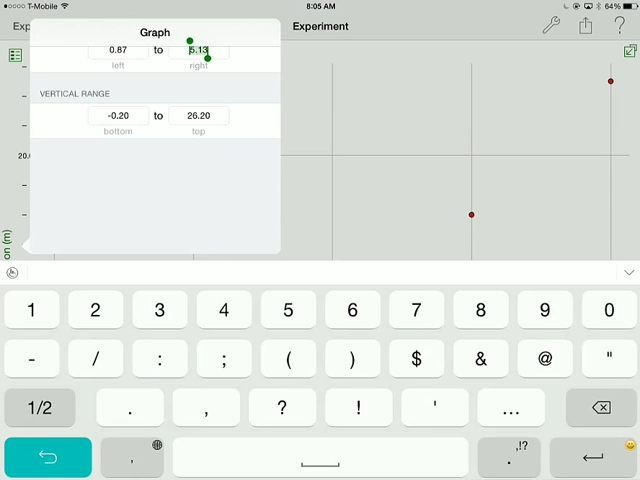 T-Mobile 8:05 AM 64%
Exp
Graph
Experiment
0.87 to 5.13
left right
VERTICAL RANGE
-0.20 to 26.20
bottom top
20.
on (m)
1 2 3 4 5 6 7 8 9 0
- / : ; ( ) $ & @ "
1/2 . , ? ! ' ...
, ,!? .